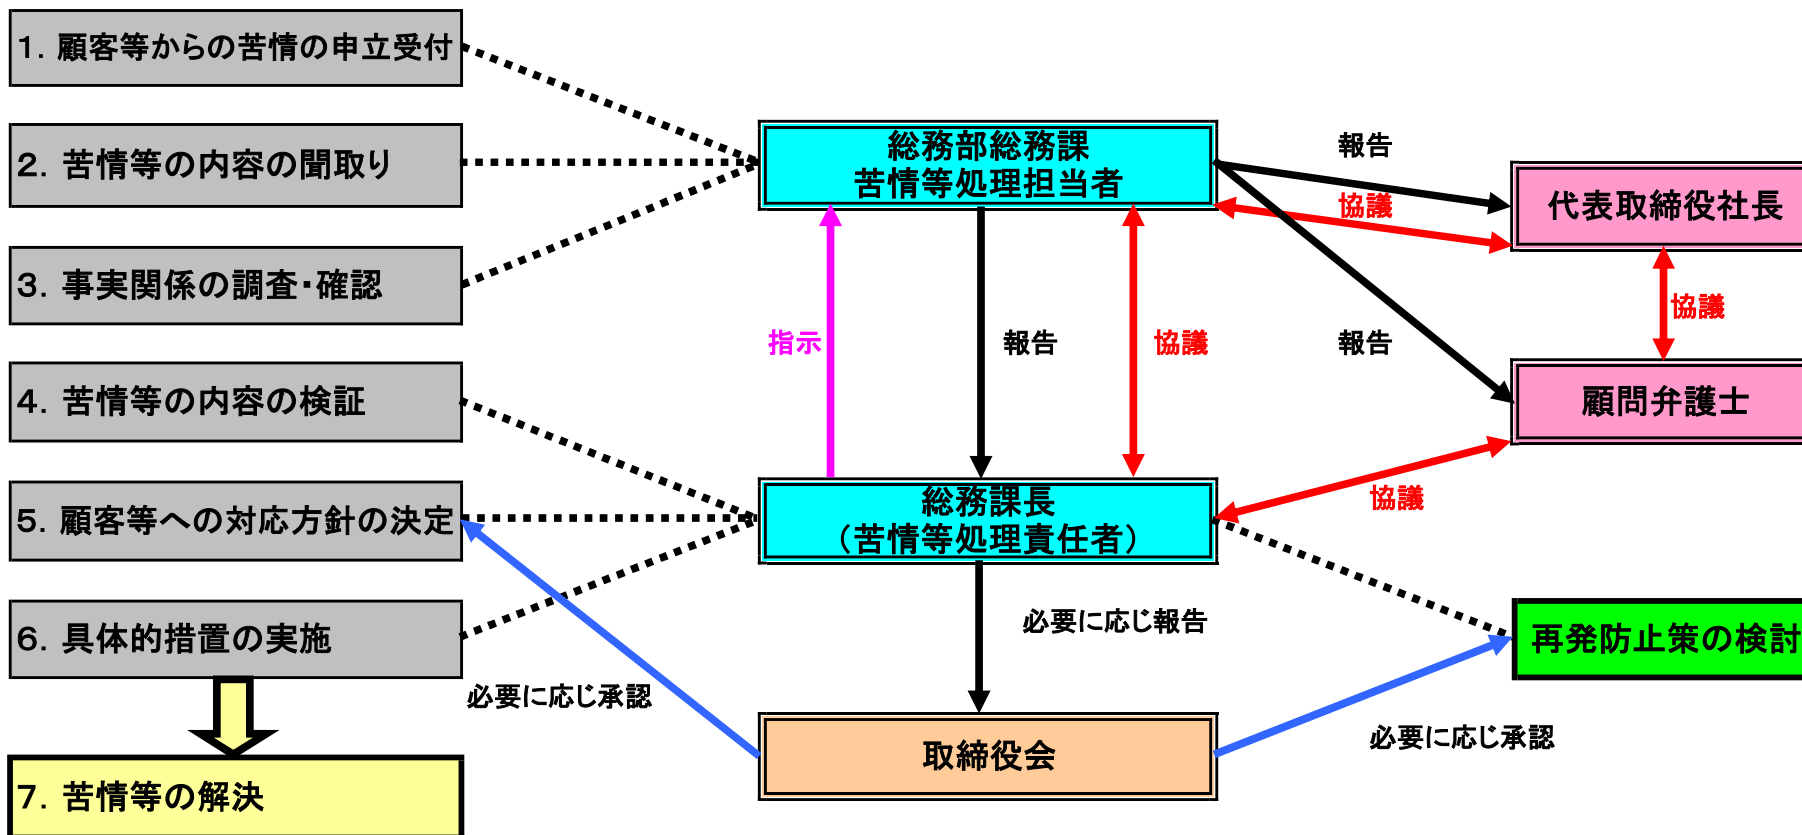 1. 顧客等からの苦情の申立受付
2. 苦情等の内容の聞取り
3. 事実関係の調査・確認
4. 苦情等の内容の検証
5. 顧客等への対応方針の決定
6. 具体的措置の実施
7. 苦情等の解決
総務部総務課
苦情等処理担当者
指示
報告
協議
総務課長
（苦情等処理責任者）
必要に応じ報告
必要に応じ承認
取締役会
報告
協議
代表取締役社長
協議
報告
顧問弁護士
協議
再発防止策の検討
必要に応じ承認